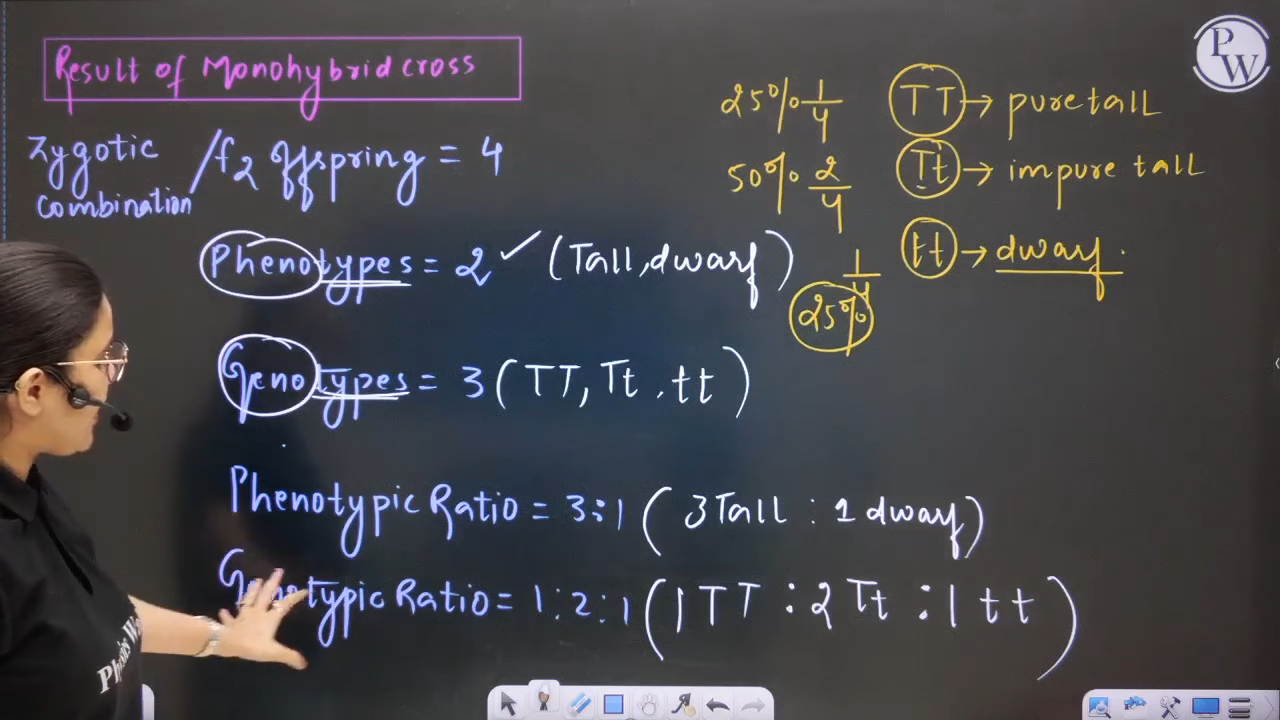 Result of Monohybrid cross
Zygotic combination / f2 offspring = 4
Phenotypes = 2 ✓ (Tall, dwarf)
Genotypes = 3 (TT, Tt, tt)
Phenotypic Ratio = 3:1 (3 Tall : 1 dwarf)
Genotypic Ratio = 1:2:1 (1 TT : 2 Tt : 1 tt)
25% 1/4 TT → pure tall
50% 2/4 Tt → impure tall
1/4 tt → dwarf.
25%
PW